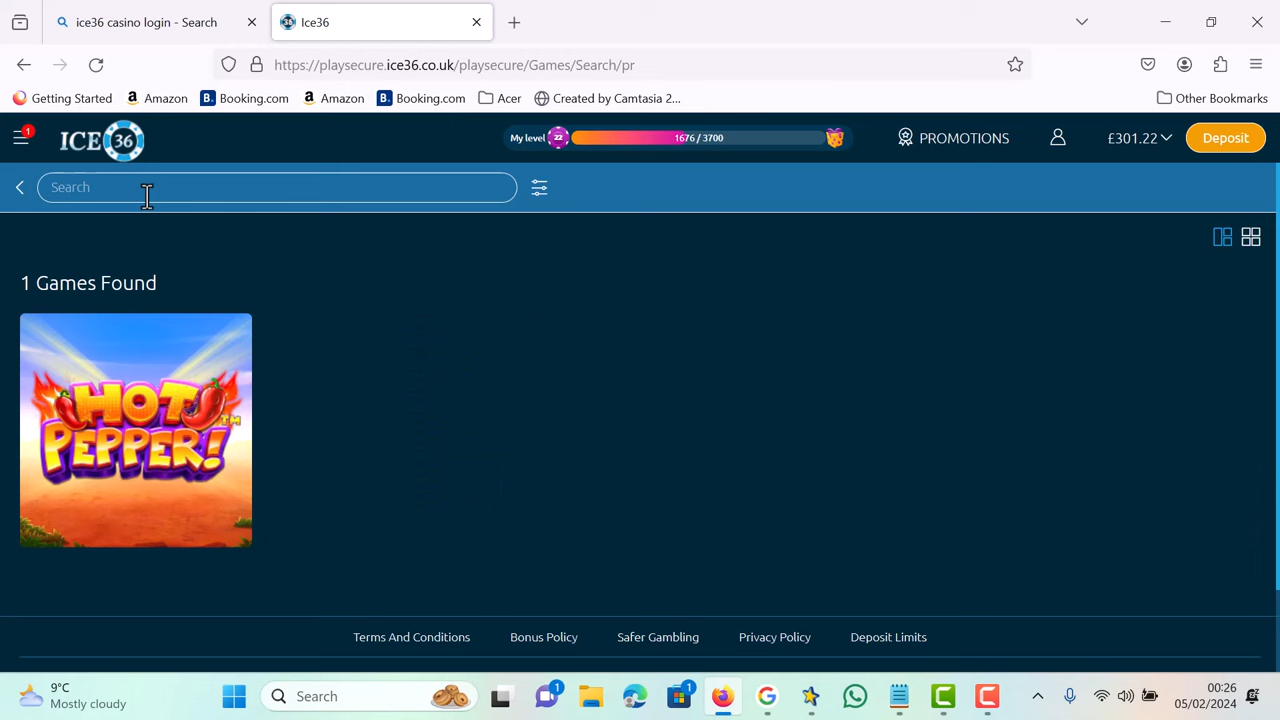 ice36 casino login - Search
Ice36
https://playsecure.ice36.co.uk/playsecure/Games/Search/pr
Getting Started
Amazon
Booking.com
Amazon
Booking.com
Acer
Created by Camtasia 2...
Other Bookmarks
1
ICE 36
My level
22
1676 / 3700
PROMOTIONS
£301.22
Deposit
Search
1 Games Found
HOT
PEPPER!™
Terms And Conditions
Bonus Policy
Safer Gambling
Privacy Policy
Deposit Limits
9°C
Mostly cloudy
Search
1
1
00:26
05/02/2024